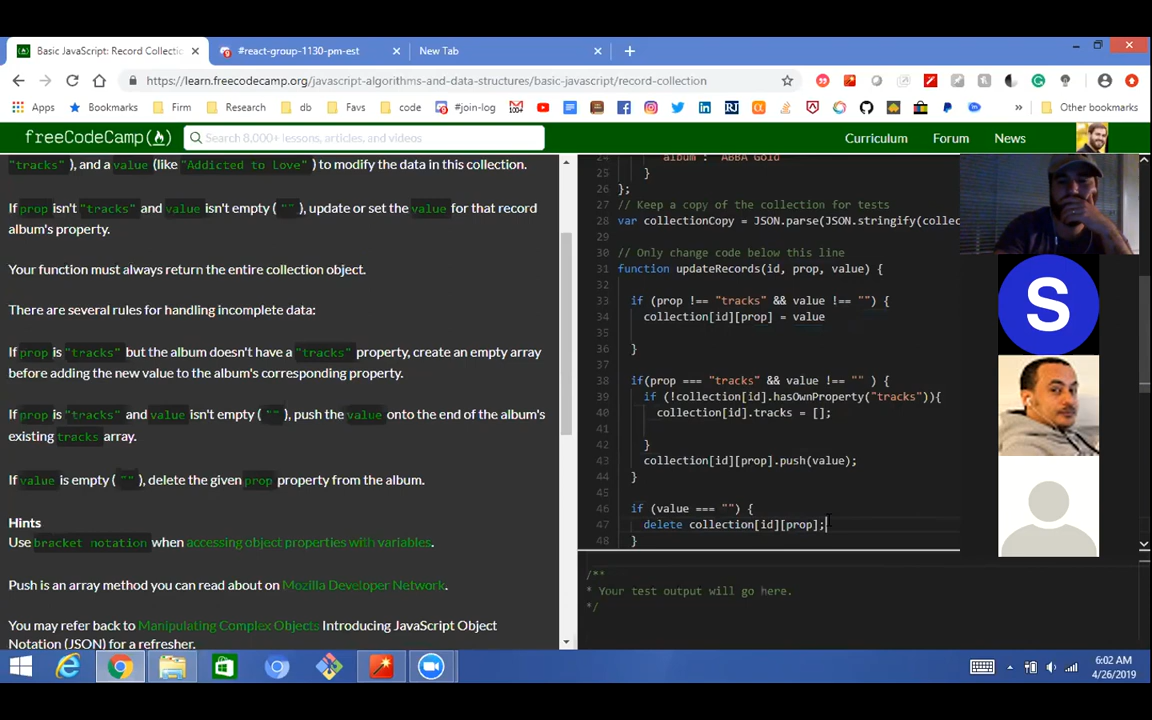 Basic JavaScript: Record Collectio
#react-group-1130-pm-est
New Tab
https://learn.freecodecamp.org/javascript-algorithms-and-data-structures/basic-javascript/record-collection
Apps Bookmarks Firm Research db Favs code #join-log Other bookmarks
freeCodeCamp Search 8,000+ lessons, articles, and videos Curriculum Forum News
"tracks" ), and a value (like "Addicted to Love" ) to modify the data in this collection.
If prop isn't "tracks" and value isn't empty ( "" ), update or set the value for that record
album's property.
Your function must always return the entire collection object.
There are several rules for handling incomplete data:
If prop is "tracks" but the album doesn't have a "tracks" property, create an empty array
before adding the new value to the album's corresponding property.
If prop is "tracks" and value isn't empty ( "" ), push the value onto the end of the album's
existing tracks array.
If value is empty ( "" ), delete the given prop property from the album.
Hints
Use bracket notation when accessing object properties with variables.
Push is an array method you can read about on Mozilla Developer Network.
You may refer back to Manipulating Complex Objects Introducing JavaScript Object
Notation (JSON) for a refresher.
24 "album": "ABBA Gold"
25 }
26 };
27 // Keep a copy of the collection for tests
28 var collectionCopy = JSON.parse(JSON.stringify(collec
29
30 // Only change code below this line
31 function updateRecords(id, prop, value) {
32
33 if (prop !== "tracks" && value !== "") {
34 collection[id][prop] = value
35
36 }
37
38 if(prop === "tracks" && value !== "" ) {
39 if (!collection[id].hasOwnProperty("tracks")){
40 collection[id].tracks = [];
41
42 }
43 collection[id][prop].push(value);
44 }
45
46 if (value === "") {
47 delete collection[id][prop];
48 }
/**
* Your test output will go here.
*/
S
6:02 AM
4/26/2019